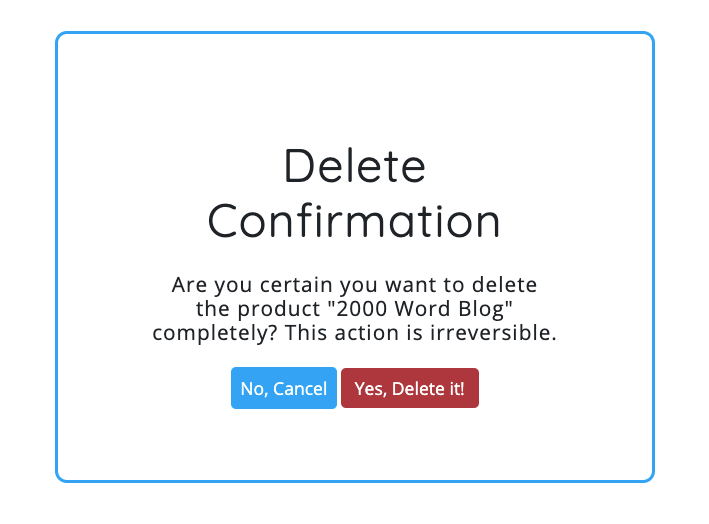 Delete
Confirmation
Are you certain you want to delete
the product "2000 Word Blog"
completely? This action is irreversible.
No, Cancel
Yes, Delete it!